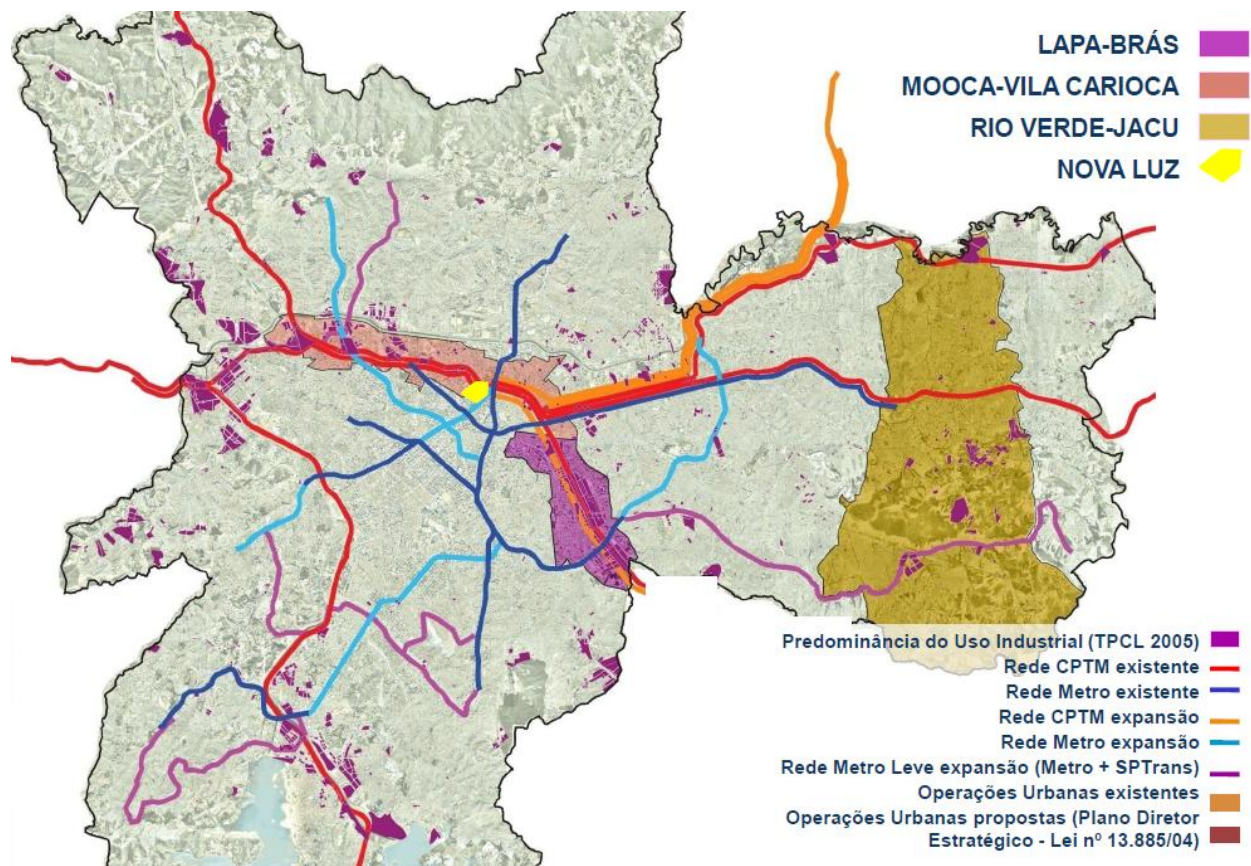 LAPA-BRÁS
MOOCA-VILA CARIOCA
RIO VERDE-JACU
NOVA LUZ
Predominância do Uso Industrial (TPCL 2005)
Rede CPTM existente
Rede Metro existente
Rede CPTM expansão
Rede Metro expansão
Rede Metro Leve expansão (Metro + SPTrans)
Operações Urbanas existentes
Operações Urbanas propostas (Plano Diretor
Estratégico - Lei nº 13.885/04)